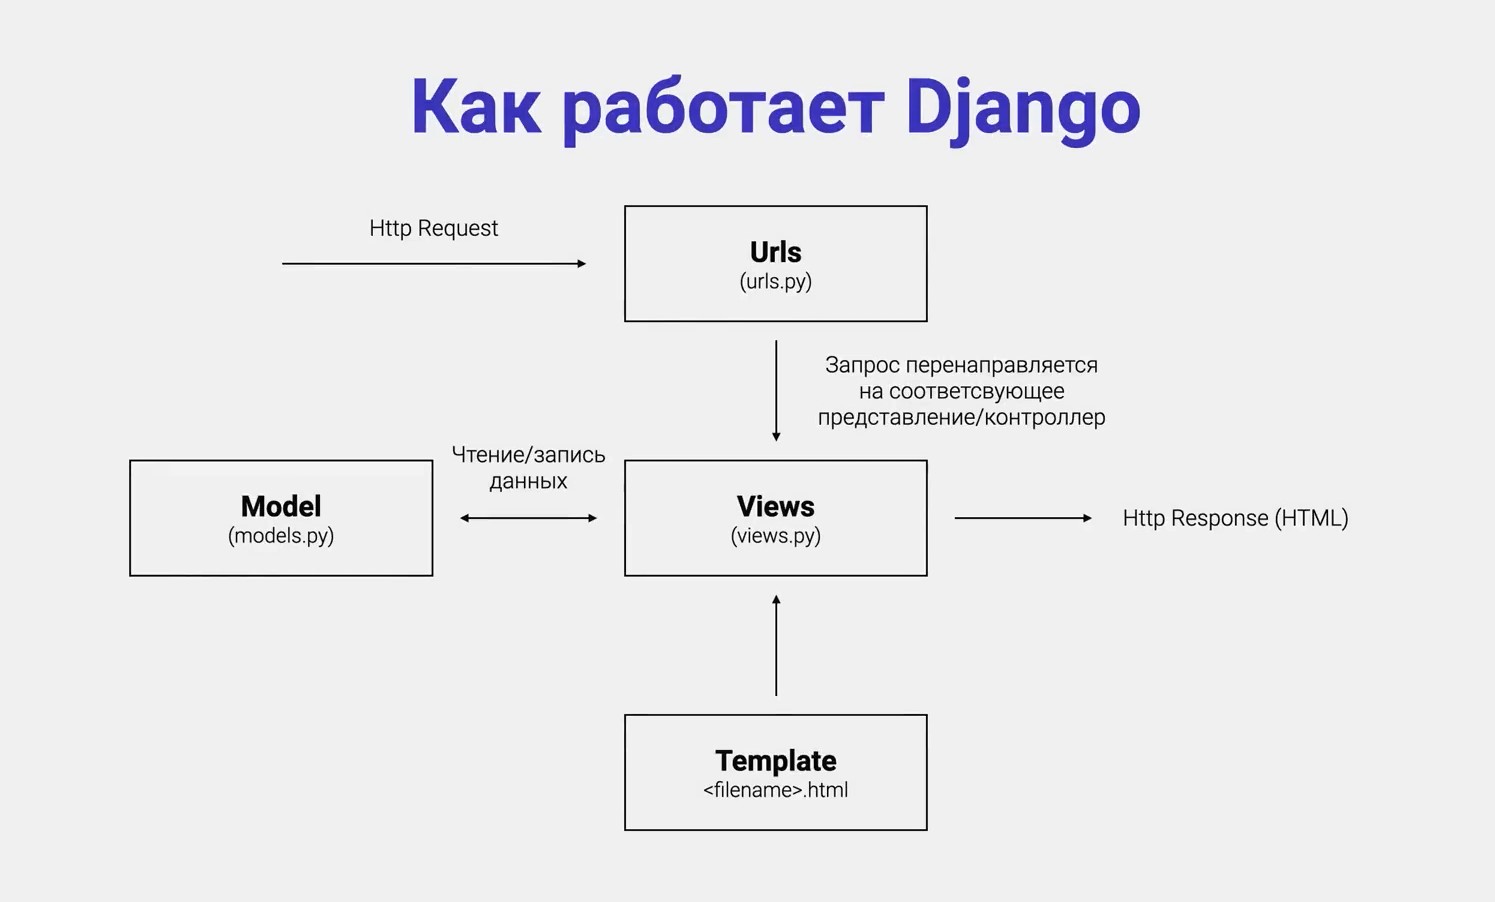 Как работает Django
Http Request
Urls
(urls.py)
Запрос перенаправляется
на соответсвующее
представление/контроллер
Чтение/запись
данных
Model
(models.py)
Views
(views.py)
Http Response (HTML)
Template
<filename>.html